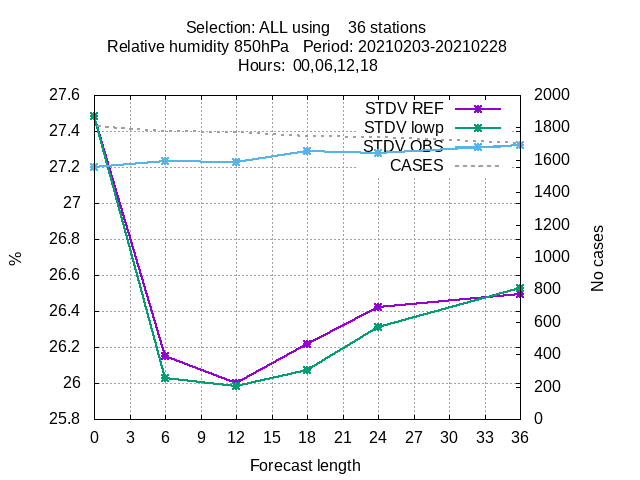 Selection: ALL using    36 stations
Relative humidity 850hPa   Period: 20210203-20210228
Hours:  00,06,12,18
27.6
27.4
27.2
27
26.8
26.6
26.4
26.2
26
25.8
%
STDV REF
STDV lowp
STDV OBS
CASES
2000
1800
1600
1400
1200
1000
800
600
400
200
0
No cases
0 3 6 9 12 15 18 21 24 27 30 33 36
Forecast length